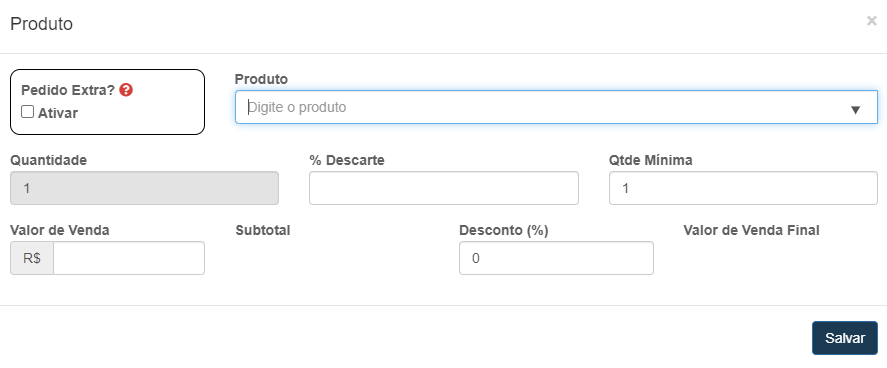 Produto
×
Pedido Extra?
Ativar
Produto
Digite o produto
Quantidade
% Descarte
Qtde Mínima
1
1
Valor de Venda
Subtotal
Desconto (%)
Valor de Venda Final
R$
0
Salvar